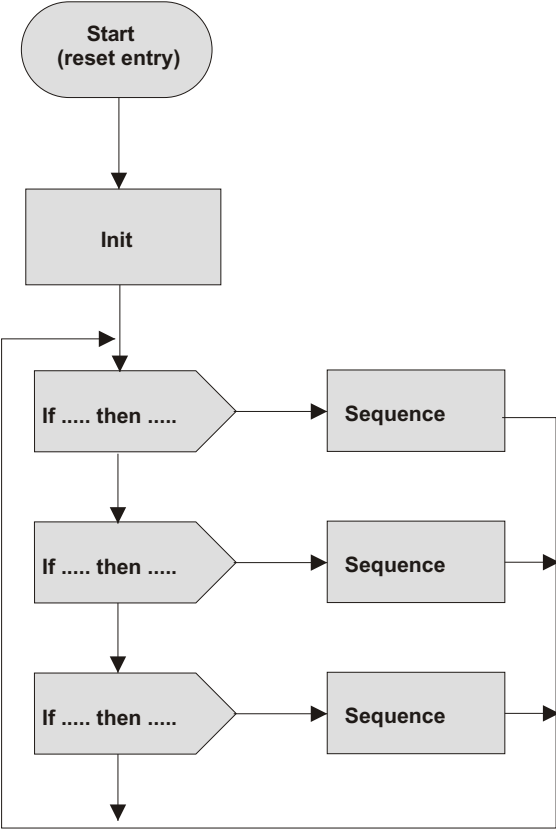 Start
(reset entry)
Init
If ..... then .....
Sequence
If ..... then .....
Sequence
If ..... then .....
Sequence